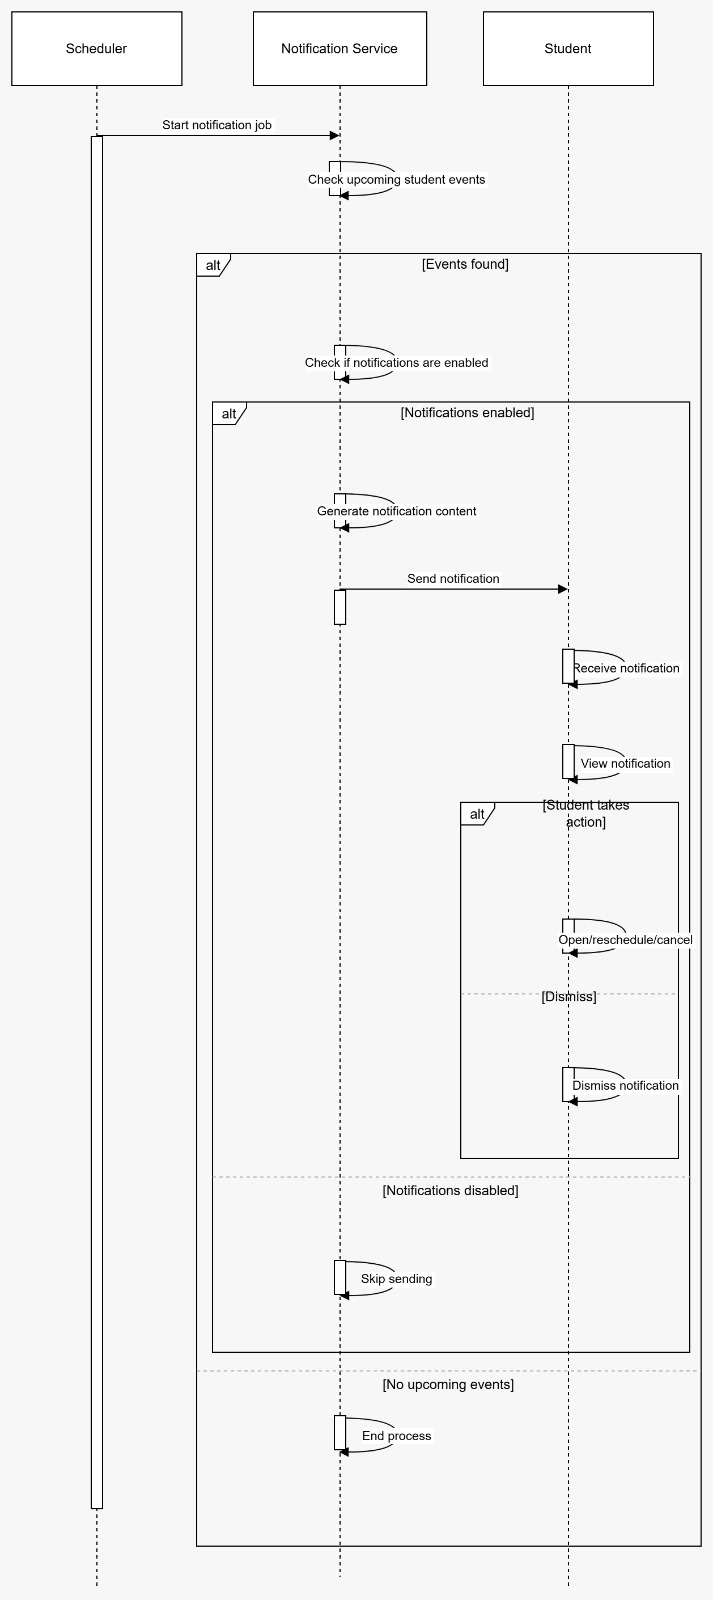 Scheduler
Notification Service
Student
Start notification job
Check upcoming student events
alt
[Events found]
Check if notifications are enabled
alt
[Notifications enabled]
Generate notification content
Send notification
Receive notification
View notification
alt
[Student takes
action]
Open/reschedule/cancel
[Dismiss]
Dismiss notification
[Notifications disabled]
Skip sending
[No upcoming events]
End process